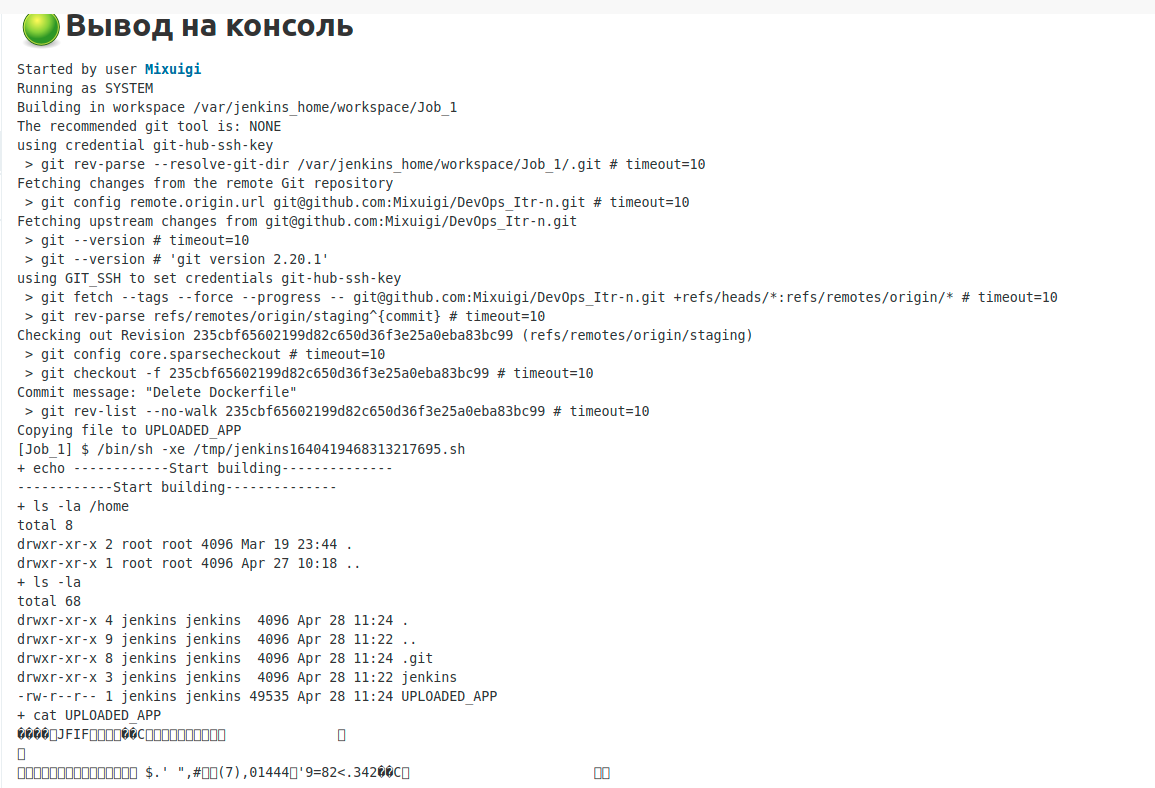 Вывод на консоль
Started by user Mixuigi
Running as SYSTEM
Building in workspace /var/jenkins_home/workspace/Job_1
The recommended git tool is: NONE
using credential git-hub-ssh-key
 > git rev-parse --resolve-git-dir /var/jenkins_home/workspace/Job_1/.git # timeout=10
Fetching changes from the remote Git repository
 > git config remote.origin.url git@github.com:Mixuigi/DevOps_Itr-n.git # timeout=10
Fetching upstream changes from git@github.com:Mixuigi/DevOps_Itr-n.git
 > git --version # timeout=10
 > git --version # 'git version 2.20.1'
using GIT_SSH to set credentials git-hub-ssh-key
 > git fetch --tags --force --progress -- git@github.com:Mixuigi/DevOps_Itr-n.git +refs/heads/*:refs/remotes/origin/* # timeout=10
 > git rev-parse refs/remotes/origin/staging^{commit} # timeout=10
Checking out Revision 235cbf65602199d82c650d36f3e25a0eba83bc99 (refs/remotes/origin/staging)
 > git config core.sparsecheckout # timeout=10
 > git checkout -f 235cbf65602199d82c650d36f3e25a0eba83bc99 # timeout=10
Commit message: "Delete Dockerfile"
 > git rev-list --no-walk 235cbf65602199d82c650d36f3e25a0eba83bc99 # timeout=10
Copying file to UPLOADED_APP
[Job_1] $ /bin/sh -xe /tmp/jenkins1640419468313217695.sh
+ echo ------------Start building--------------
------------Start building--------------
+ ls -la /home
total 8
drwxr-xr-x 2 root root 4096 Mar 19 23:44 .
drwxr-xr-x 1 root root 4096 Apr 27 10:18 ..
+ ls -la
total 68
drwxr-xr-x 4 jenkins jenkins  4096 Apr 28 11:24 .
drwxr-xr-x 9 jenkins jenkins  4096 Apr 28 11:22 ..
drwxr-xr-x 8 jenkins jenkins  4096 Apr 28 11:24 .git
drwxr-xr-x 3 jenkins jenkins  4096 Apr 28 11:22 jenkins
-rw-r--r-- 1 jenkins jenkins 49535 Apr 28 11:24 UPLOADED_APP
+ cat UPLOADED_APP
����JFIF��C
$.' ",#(7),01444'9=82<.342��C